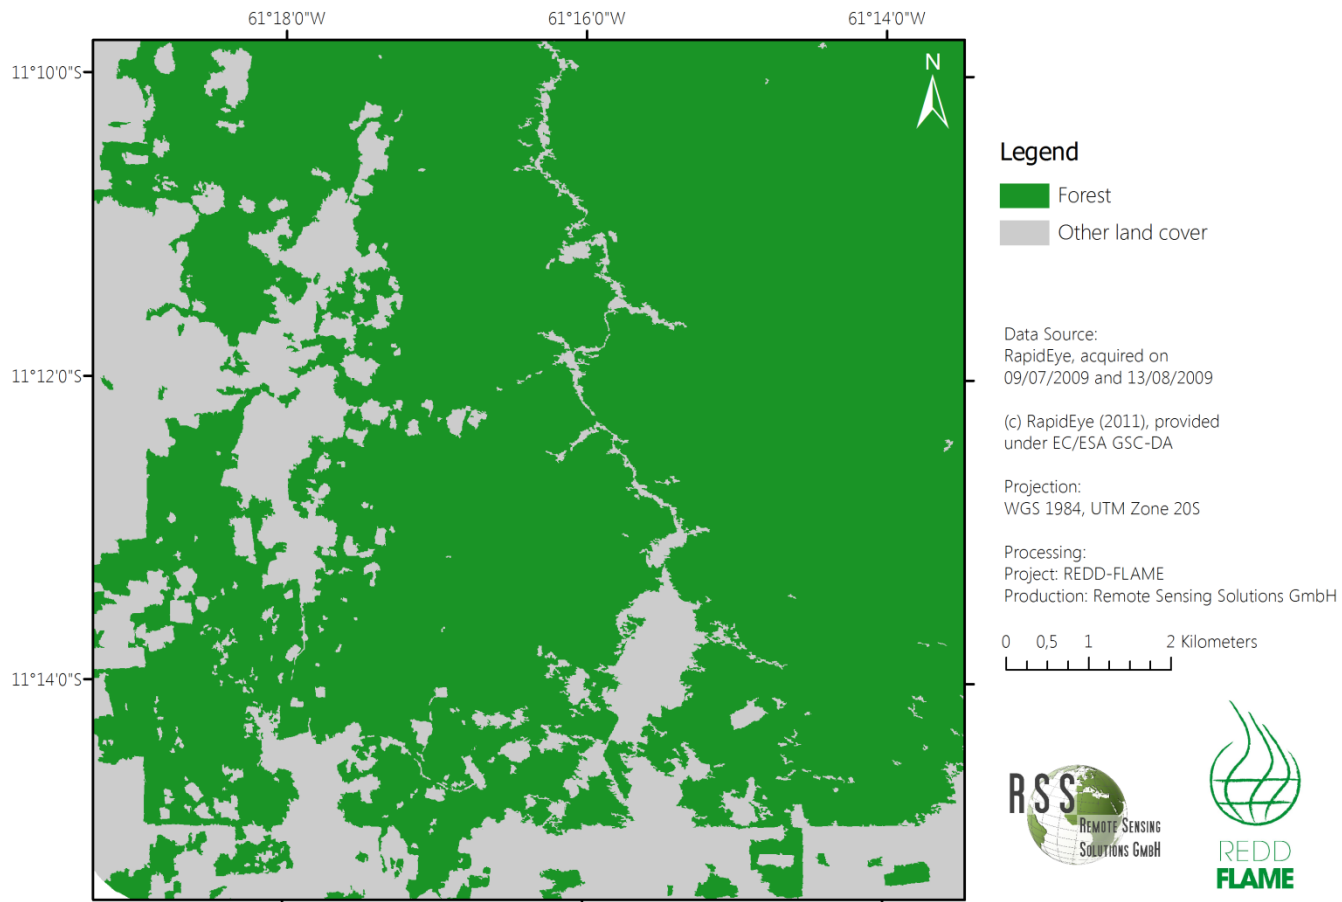 61°18'0"W 61°16'0"W 61°14'0"W
11°10'0"S
11°12'0"S
11°14'0"S
N
Legend
Forest
Other land cover
Data Source:
RapidEye, acquired on
09/07/2009 and 13/08/2009
(c) RapidEye (2011), provided
under EC/ESA GSC-DA
Projection:
WGS 1984, UTM Zone 20S
Processing:
Project: REDD-FLAME
Production: Remote Sensing Solutions GmbH
0 0,5 1 2 Kilometers
RSS
REMOTE SENSING
SOLUTIONS GMBH
REDD
FLAME